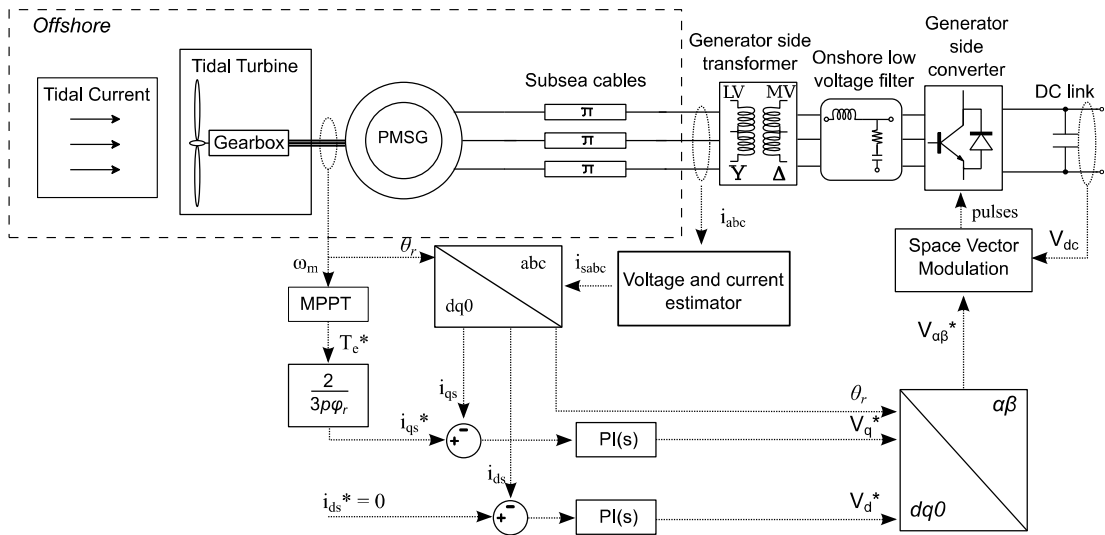 Offshore
Tidal Current
Tidal Turbine
Gearbox
PMSG
Subsea cables
π
π
π
Generator side
transformer
LV MV
Y Δ
Onshore low
voltage filter
Generator
side
converter
DC link
i_abc
pulses
V_dc
ω_m
θ_r
abc
dq0
i_sabc
Voltage and current
estimator
Space Vector
Modulation
MPPT
T_e*
V_αβ*
2
3pφ_r
i_qs
θ_r
αβ
dq0
i_qs*
+ -
PI(s)
V_q*
i_ds
i_ds* = 0
+ -
PI(s)
V_d*